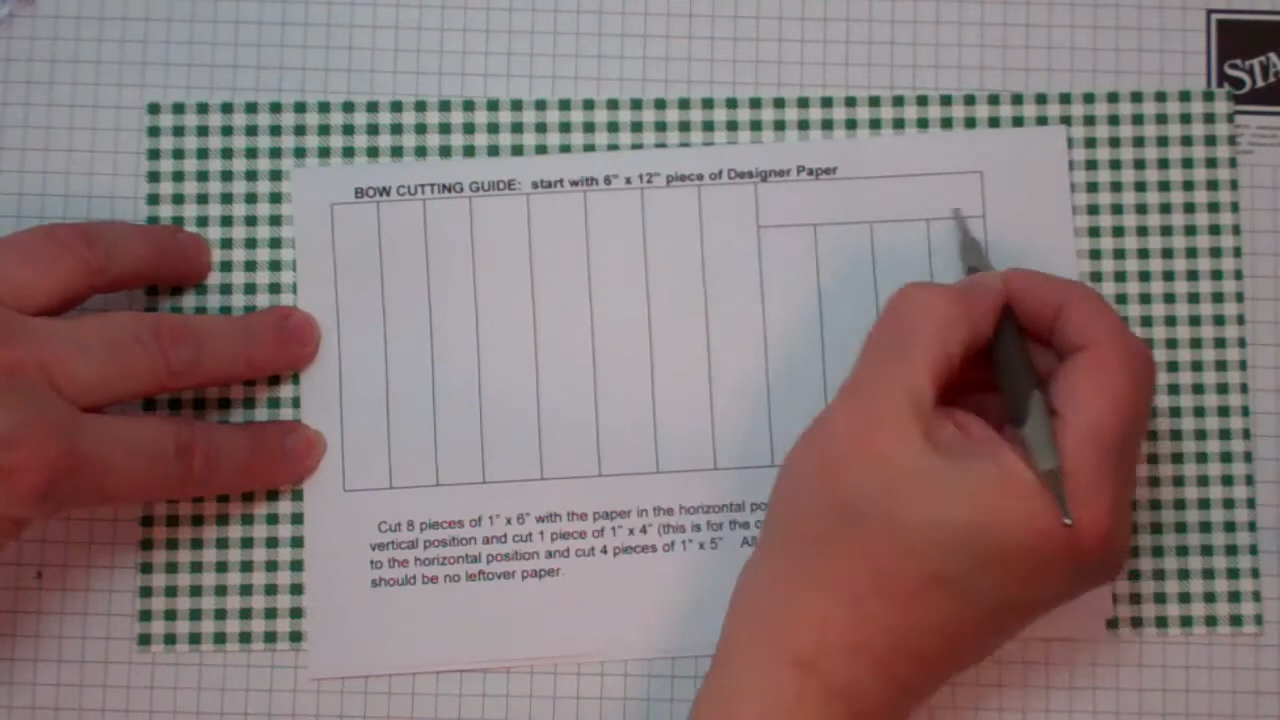 STA
BOW CUTTING GUIDE: start with 6" x 12" piece of Designer Paper
Cut 8 pieces of 1" x 6" with the paper in the horizontal po
vertical position and cut 1 piece of 1" x 4" (this is for the
to the horizontal position and cut 4 pieces of 1" x 5"
should be no leftover paper.